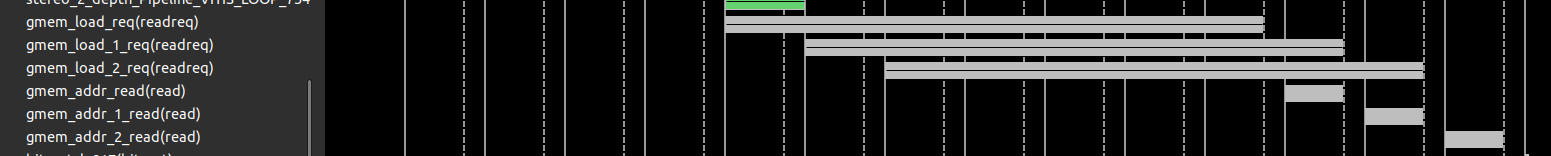 gmem_load_req(readreq)
gmem_load_1_req(readreq)
gmem_load_2_req(readreq)
gmem_addr_read(read)
gmem_addr_1_read(read)
gmem_addr_2_read(read)